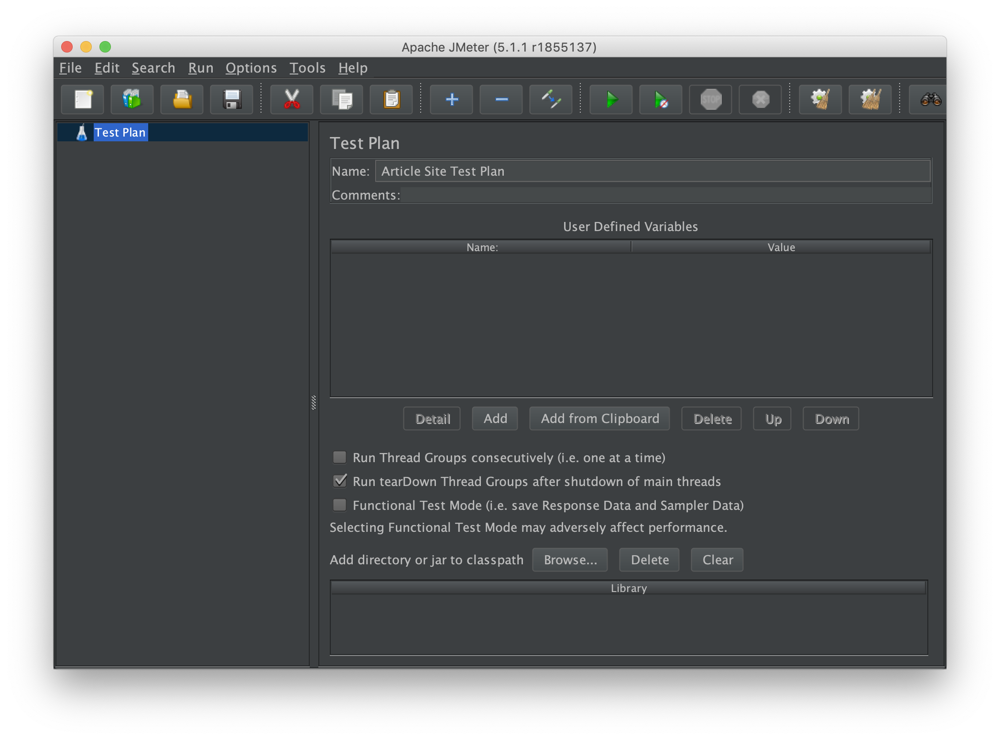 Apache JMeter (5.1.1 r1855137)
File Edit Search Run Options Tools Help
STOP
Test Plan
Test Plan
Name: Article Site Test Plan
Comments:
User Defined Variables
Name: Value
Detail Add Add from Clipboard Delete Up Down
Run Thread Groups consecutively (i.e. one at a time)
Run tearDown Thread Groups after shutdown of main threads
Functional Test Mode (i.e. save Response Data and Sampler Data)
Selecting Functional Test Mode may adversely affect performance.
Add directory or jar to classpath Browse... Delete Clear
Library